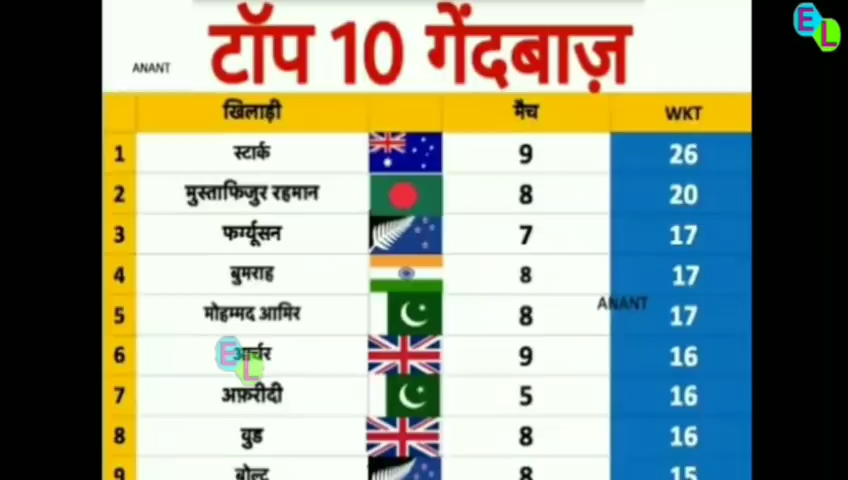 EL
टॉप 10 गेंदबाज़
ANANT
खिलाड़ी मैच WKT
1 स्टार्क 9 26
2 मुस्ताफिजुर रहमान 8 20
3 फर्ग्यूसन 7 17
4 बुमराह 8 17
5 मोहम्मद आमिर 8 17
ANANT
6 आर्चर 9 16
EL
7 अफ़रीदी 5 16
8 वुड 8 16
9 बोल्ट 8 15